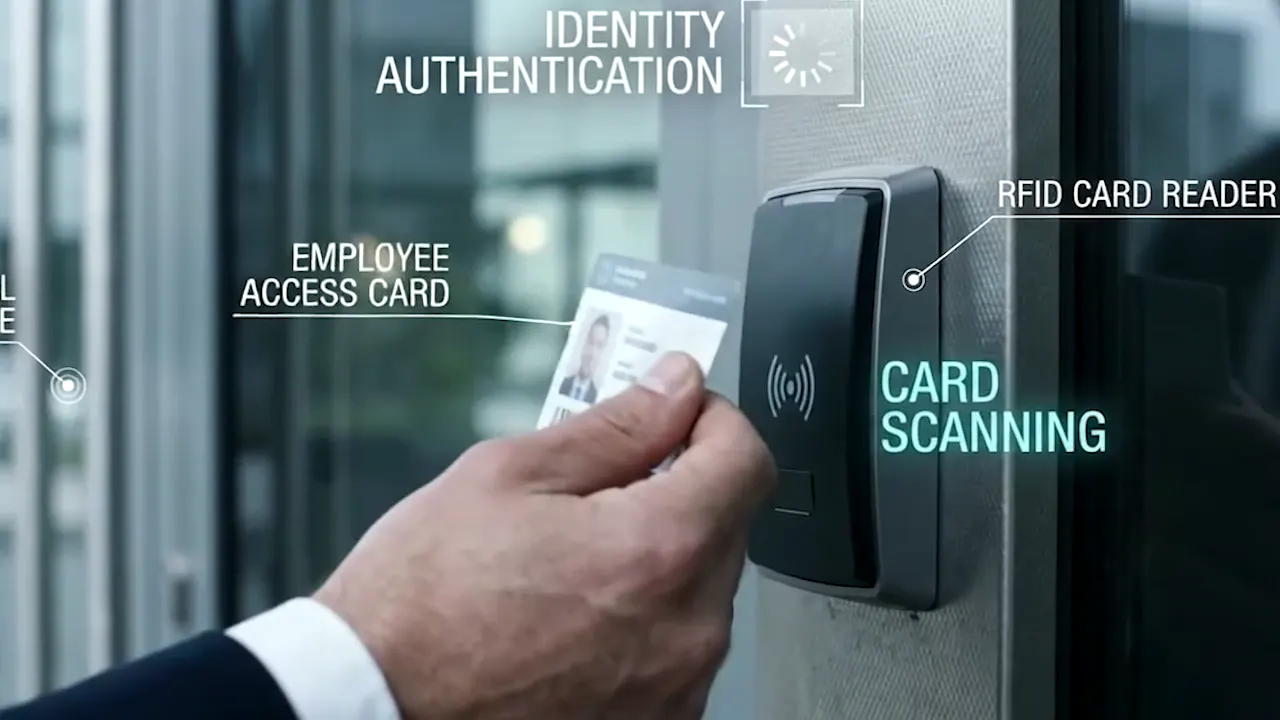 IDENTITY
AUTHENTICATION
RFID CARD READER
EMPLOYEE
ACCESS CARD
L
E
CARD
SCANNING